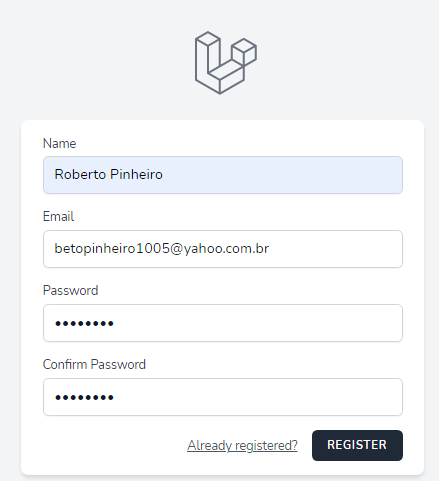 Name
Roberto Pinheiro
Email
betopinheiro1005@yahoo.com.br
Password
••••••••
Confirm Password
••••••••
Already registered? REGISTER